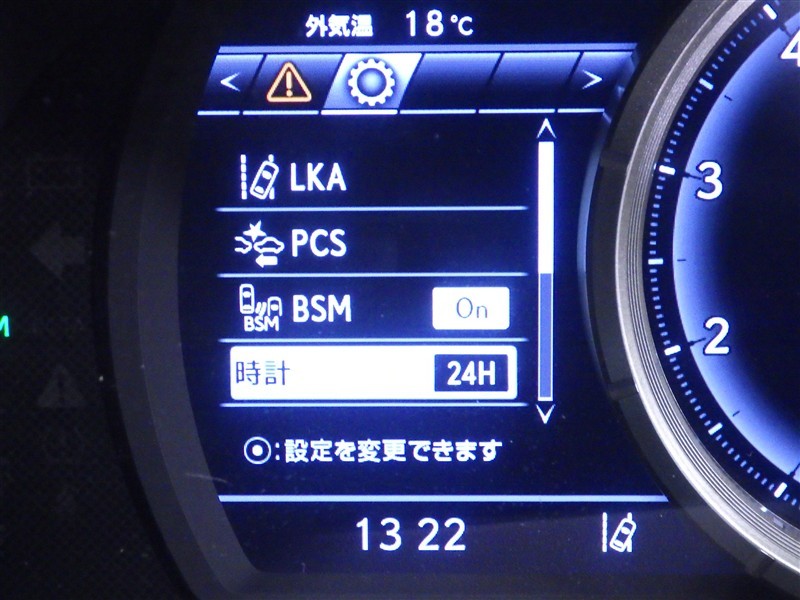 外気温 18℃
LKA
PCS
BSM BSM On
時計 24H
:設定を変更できます
13 22
4
3
2